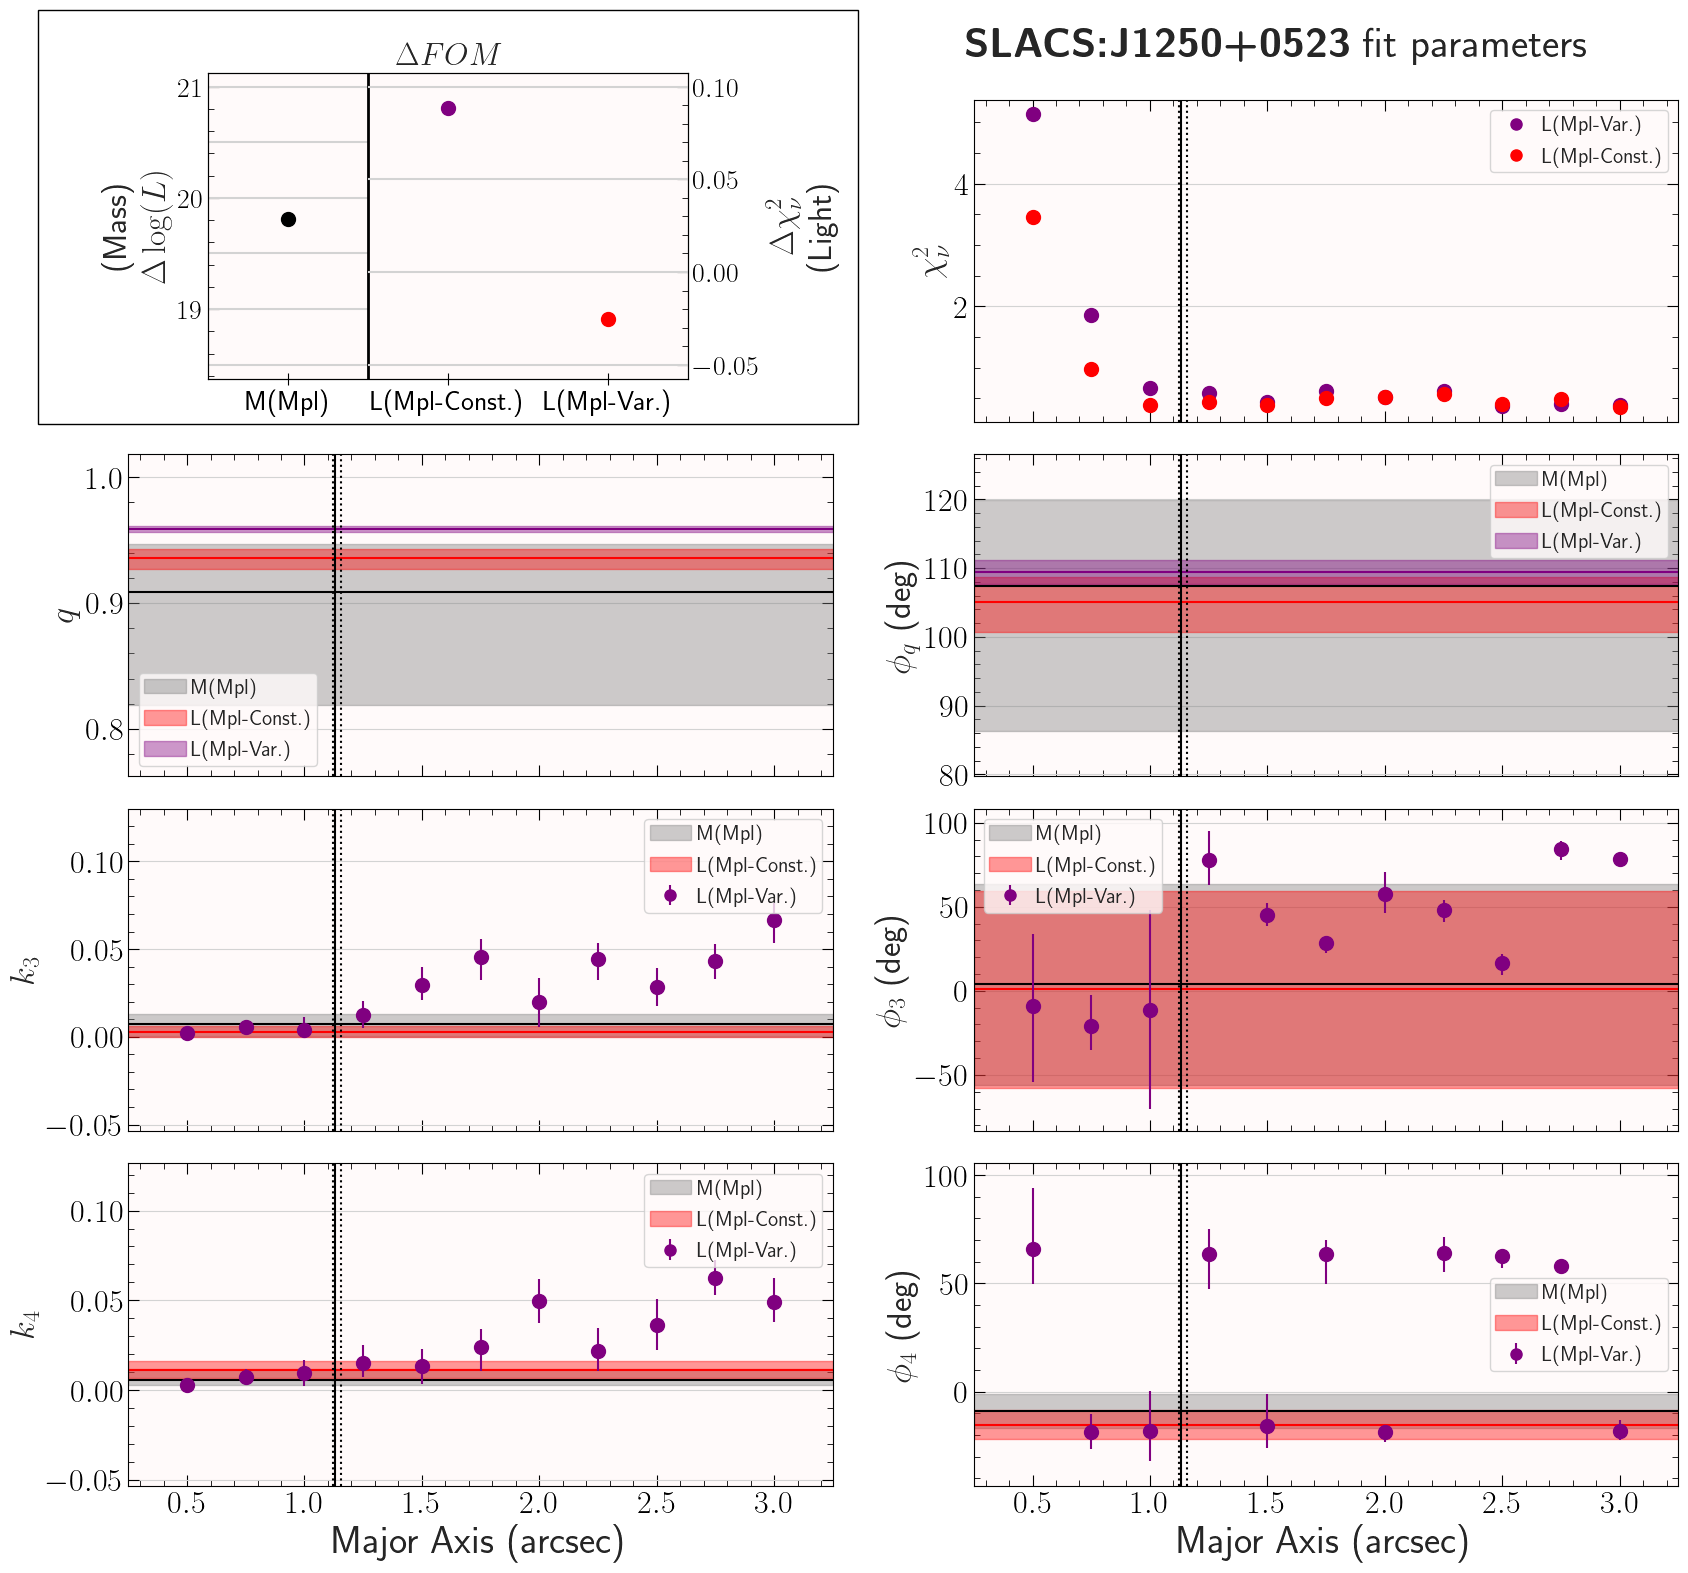 SLACS:J1250+0523 fit parameters
ΔFOM
(Mass)
Δ log(L)
21
20
19
0.10
0.05
0.00
−0.05
Δχ²ᵥ
(Light)
M(Mpl)
L(Mpl-Const.)
L(Mpl-Var.)
χ²ᵥ
4
2
L(Mpl-Var.)
L(Mpl-Const.)
q
1.0
0.9
0.8
M(Mpl)
L(Mpl-Const.)
L(Mpl-Var.)
ϕq (deg)
120
110
100
90
80
M(Mpl)
L(Mpl-Const.)
L(Mpl-Var.)
k₃
0.10
0.05
0.00
−0.05
M(Mpl)
L(Mpl-Const.)
L(Mpl-Var.)
ϕ₃ (deg)
100
50
0
−50
M(Mpl)
L(Mpl-Const.)
L(Mpl-Var.)
k₄
0.10
0.05
0.00
−0.05
M(Mpl)
L(Mpl-Const.)
L(Mpl-Var.)
0.5 1.0 1.5 2.0 2.5 3.0
Major Axis (arcsec)
ϕ₄ (deg)
100
50
0
M(Mpl)
L(Mpl-Const.)
L(Mpl-Var.)
0.5 1.0 1.5 2.0 2.5 3.0
Major Axis (arcsec)